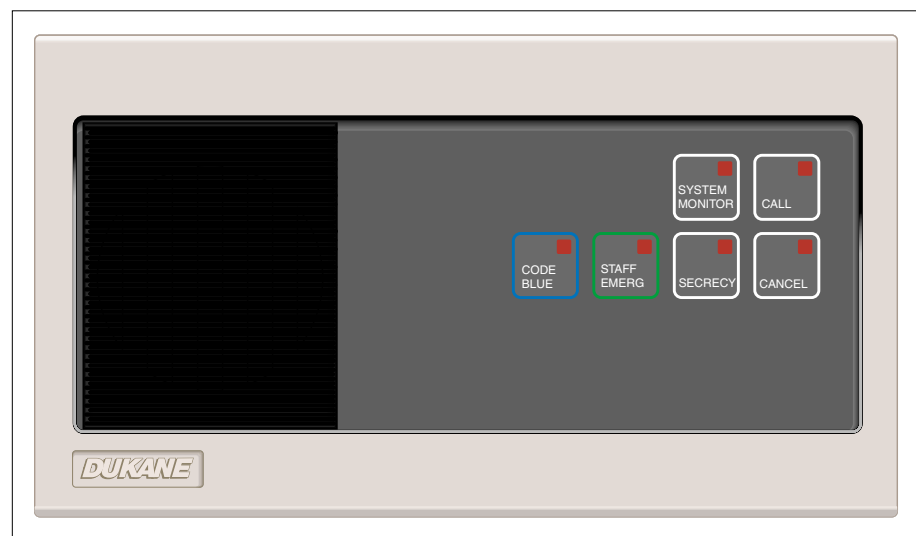 SYSTEM
MONITOR
CALL
CODE
BLUE
STAFF
EMERG
SECRECY
CANCEL
DUKANE